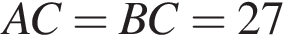 AC = BC = 27